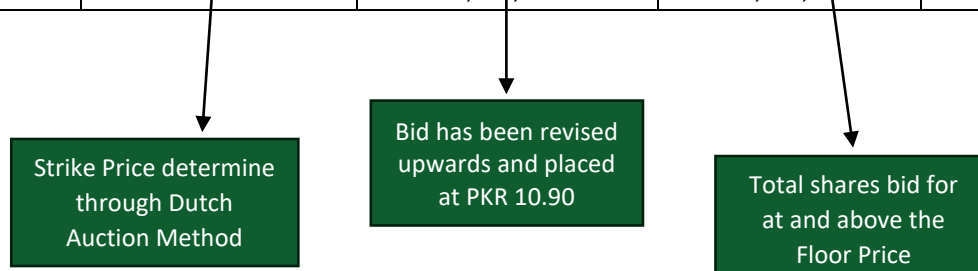 Strike Price determine
through Dutch
Auction Method
Bid has been revised
upwards and placed
at PKR 10.90
Total shares bid for
at and above the
Floor Price